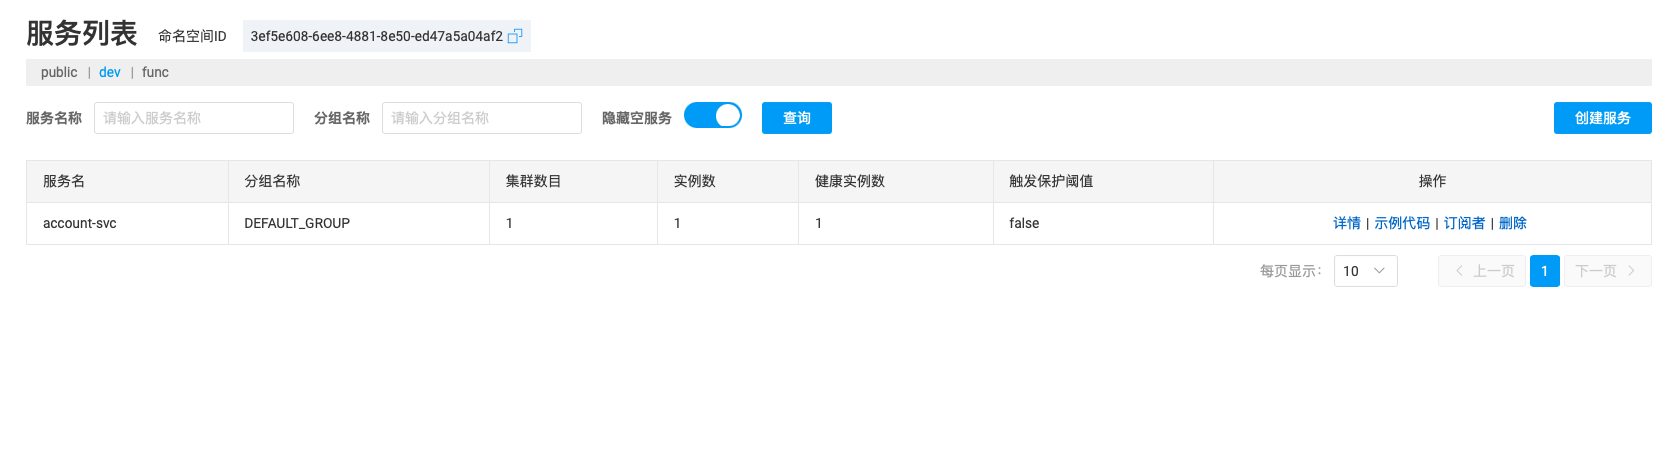 服务列表 命名空间ID 3ef5e608-6ee8-4881-8e50-ed47a5a04af2
public | dev | func
服务名称 请输入服务名称 分组名称 请输入分组名称 隐藏空服务 查询 创建服务
服务名 分组名称 集群数目 实例数 健康实例数 触发保护阈值 操作
account-svc DEFAULT_GROUP 1 1 1 false 详情 | 示例代码 | 订阅者 | 删除
每页显示: 10 上一页 1 下一页